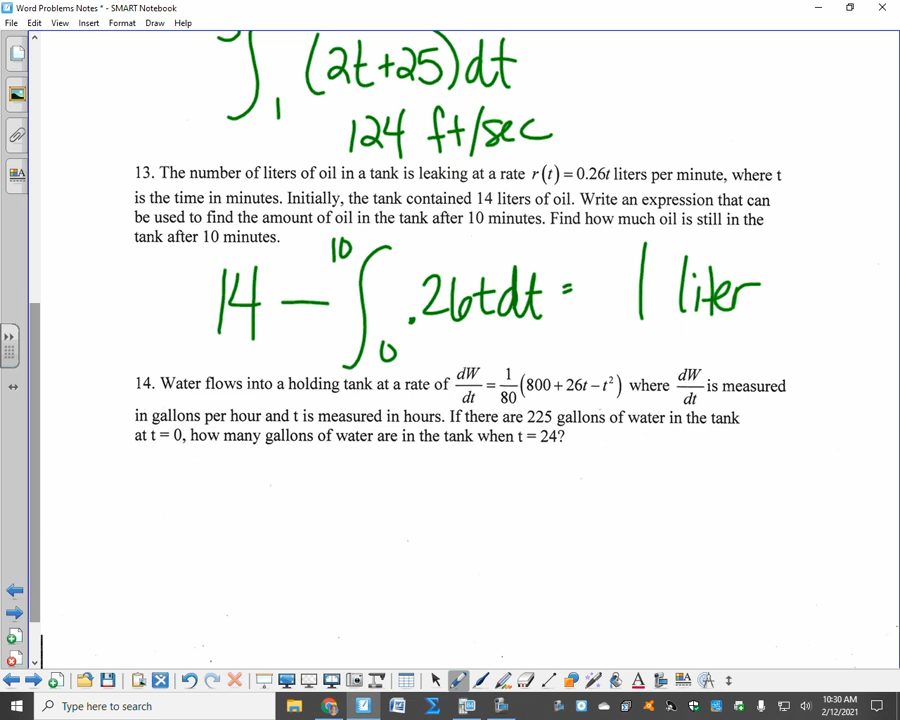 Word Problems Notes * - SMART Notebook
File Edit View Insert Format Draw Help
∫₁ (2t+25)dt
124 ft/sec
13. The number of liters of oil in a tank is leaking at a rate r(t) = 0.26t liters per minute, where t
is the time in minutes. Initially, the tank contained 14 liters of oil. Write an expression that can
be used to find the amount of oil in the tank after 10 minutes. Find how much oil is still in the
tank after 10 minutes.
14 − ∫₀¹⁰ .26tdt = 1 liter
14. Water flows into a holding tank at a rate of dW/dt = 1/80 (800 + 26t − t²) where dW/dt is measured
in gallons per hour and t is measured in hours. If there are 225 gallons of water in the tank
at t = 0, how many gallons of water are in the tank when t = 24?
Type here to search
10:30 AM
2/12/2021